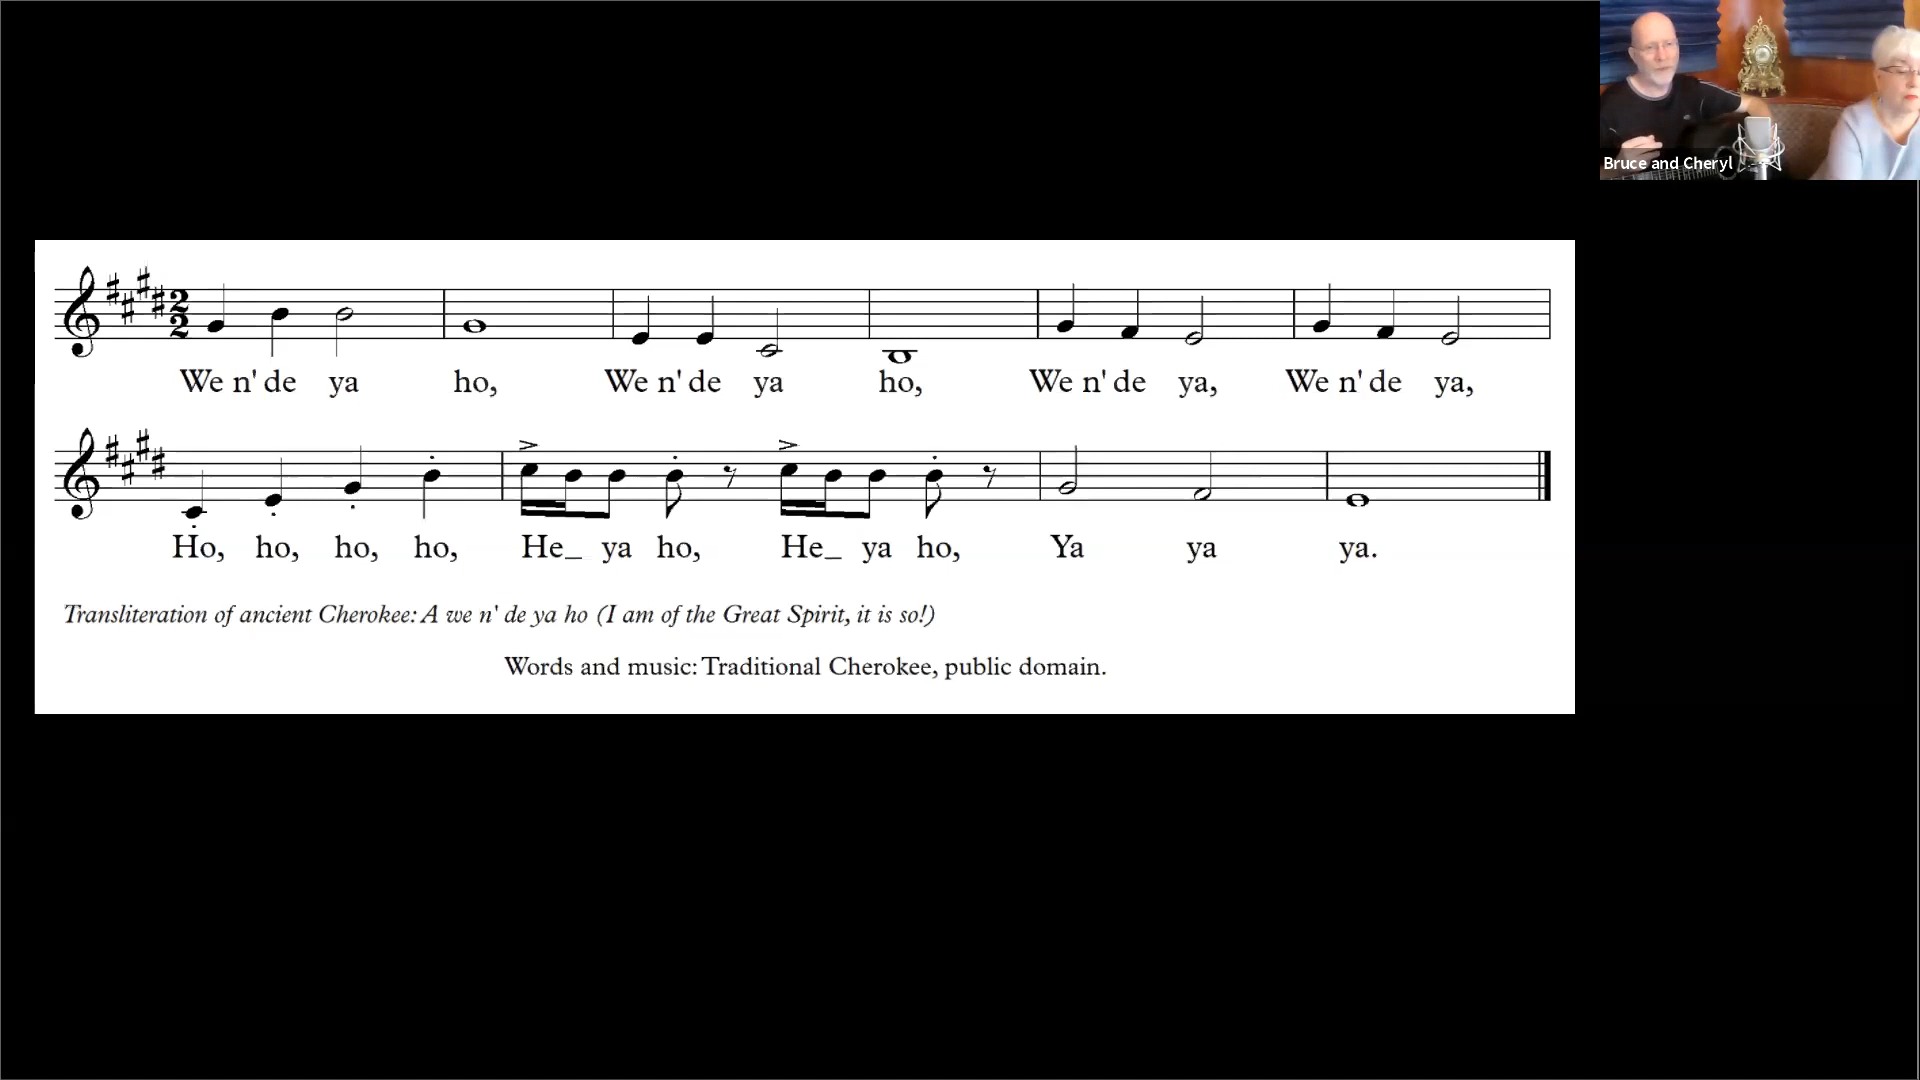 Bruce and Cheryl
2
2
We n' de ya ho, We n' de ya ho, We n' de ya, We n' de ya,
Ho, ho, ho, ho, He_ ya ho, He_ ya ho, Ya ya ya.
Transliteration of ancient Cherokee: A we n' de ya ho (I am of the Great Spirit, it is so!)
Words and music: Traditional Cherokee, public domain.